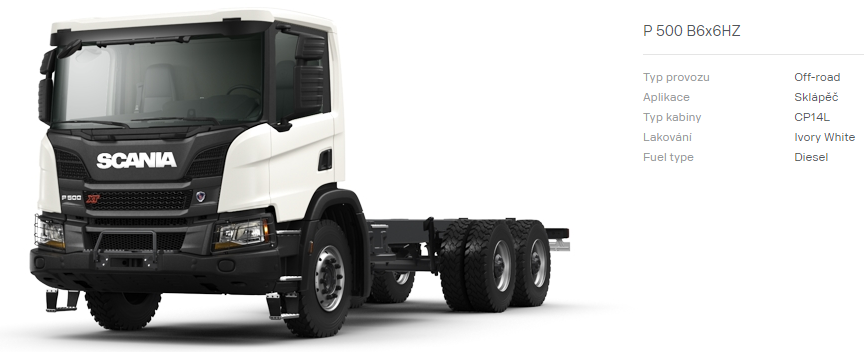 P 500 B6x6HZ
Typ provozu Off-road
Aplikace Sklápěč
Typ kabiny CP14L
Lakování Ivory White
Fuel type Diesel
SCANIA
P 500 XT